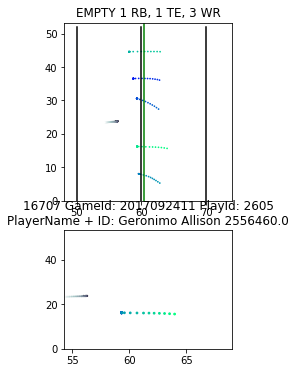 EMPTY 1 RB, 1 TE, 3 WR
50
40
30
20
10
0
50 60 70
16707 GameId: 2017092411 PlayId: 2605
PlayerName + ID: Geronimo Allison 2556460.0
40
20
0
55 60 65